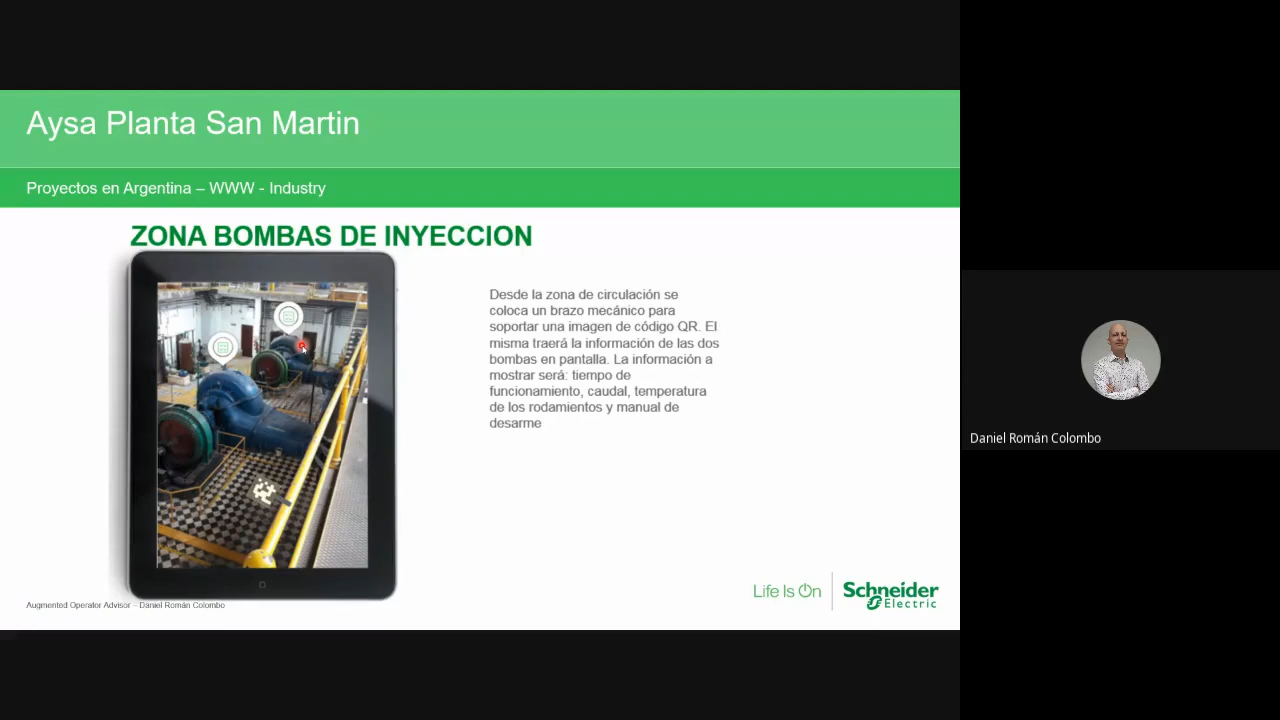 Aysa Planta San Martin
Proyectos en Argentina – WWW - Industry
ZONA BOMBAS DE INYECCION
Desde la zona de circulación se
coloca un brazo mecánico para
soportar una imagen de código QR. El
misma traerá la información de las dos
bombas en pantalla. La información a
mostrar será: tiempo de
funcionamiento, caudal, temperatura
de los rodamientos y manual de
desarme
Augmented Operator Advisor – Daniel Román Colombo
Life Is On
Schneider
Electric
Daniel Román Colombo